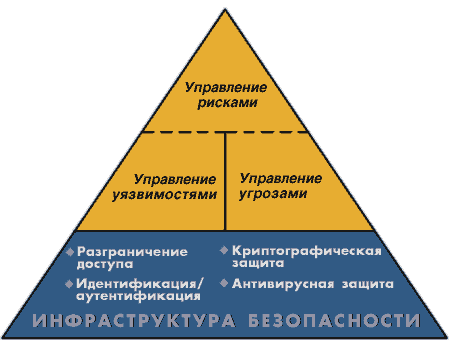 Управление
рисками
Управление
уязвимостями
Управление
угрозами
Разграничение
доступа
Криптографическая
защита
Идентификация/
аутентификация
Антивирусная защита
ИНФРАСТРУКТУРА БЕЗОПАСНОСТИ